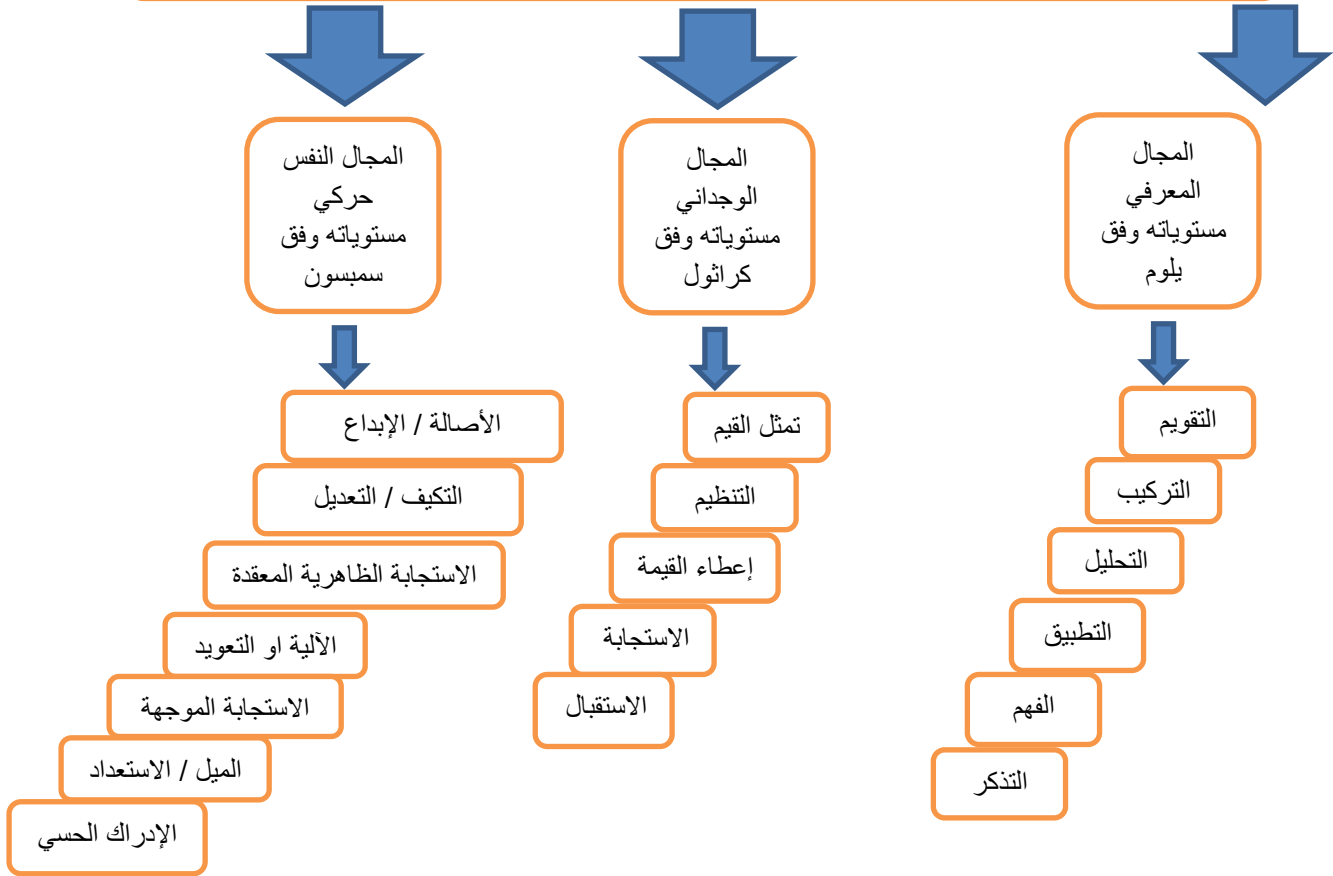 المجال
المعرفي
مستوياته وفق
يلوم
التقويم
التركيب
التحليل
التطبيق
الفهم
التذكر
المجال
الوجداني
مستوياته وفق
كراثول
تمثل القيم
التنظيم
إعطاء القيمة
الاستجابة
الاستقبال
المجال النفس
حركي
مستوياته وفق
سمبسون
الأصالة / الإبداع
التكيف / التعديل
الاستجابة الظاهرية المعقدة
الآلية او التعويد
الاستجابة الموجهة
الميل / الاستعداد
الإدراك الحسي